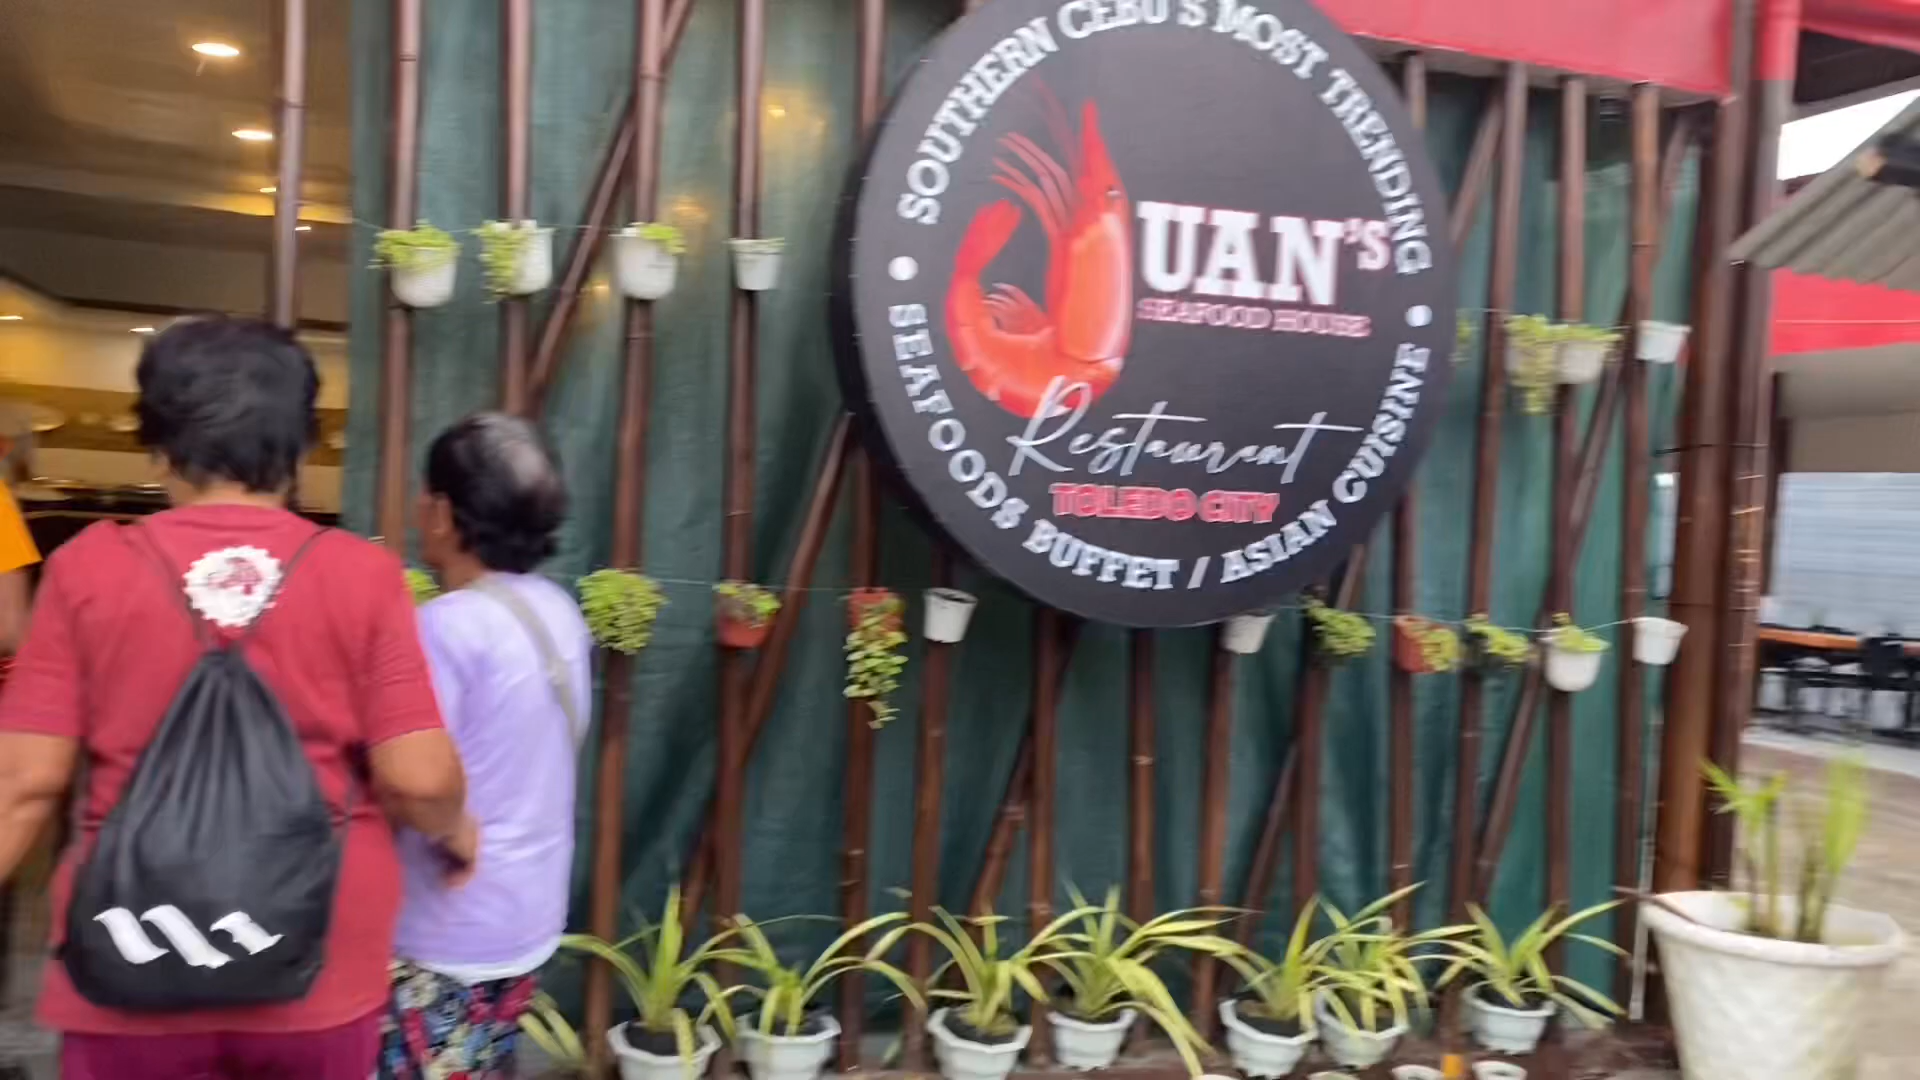 SOUTHERN CEBU'S MOST TRENDING
UAN'S
SEAFOOD HOUSE
Restaurant
TOLEDO CITY
SEAFOODS BUFFET / ASIAN CUISINE